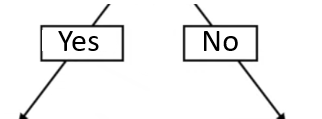 Yes No